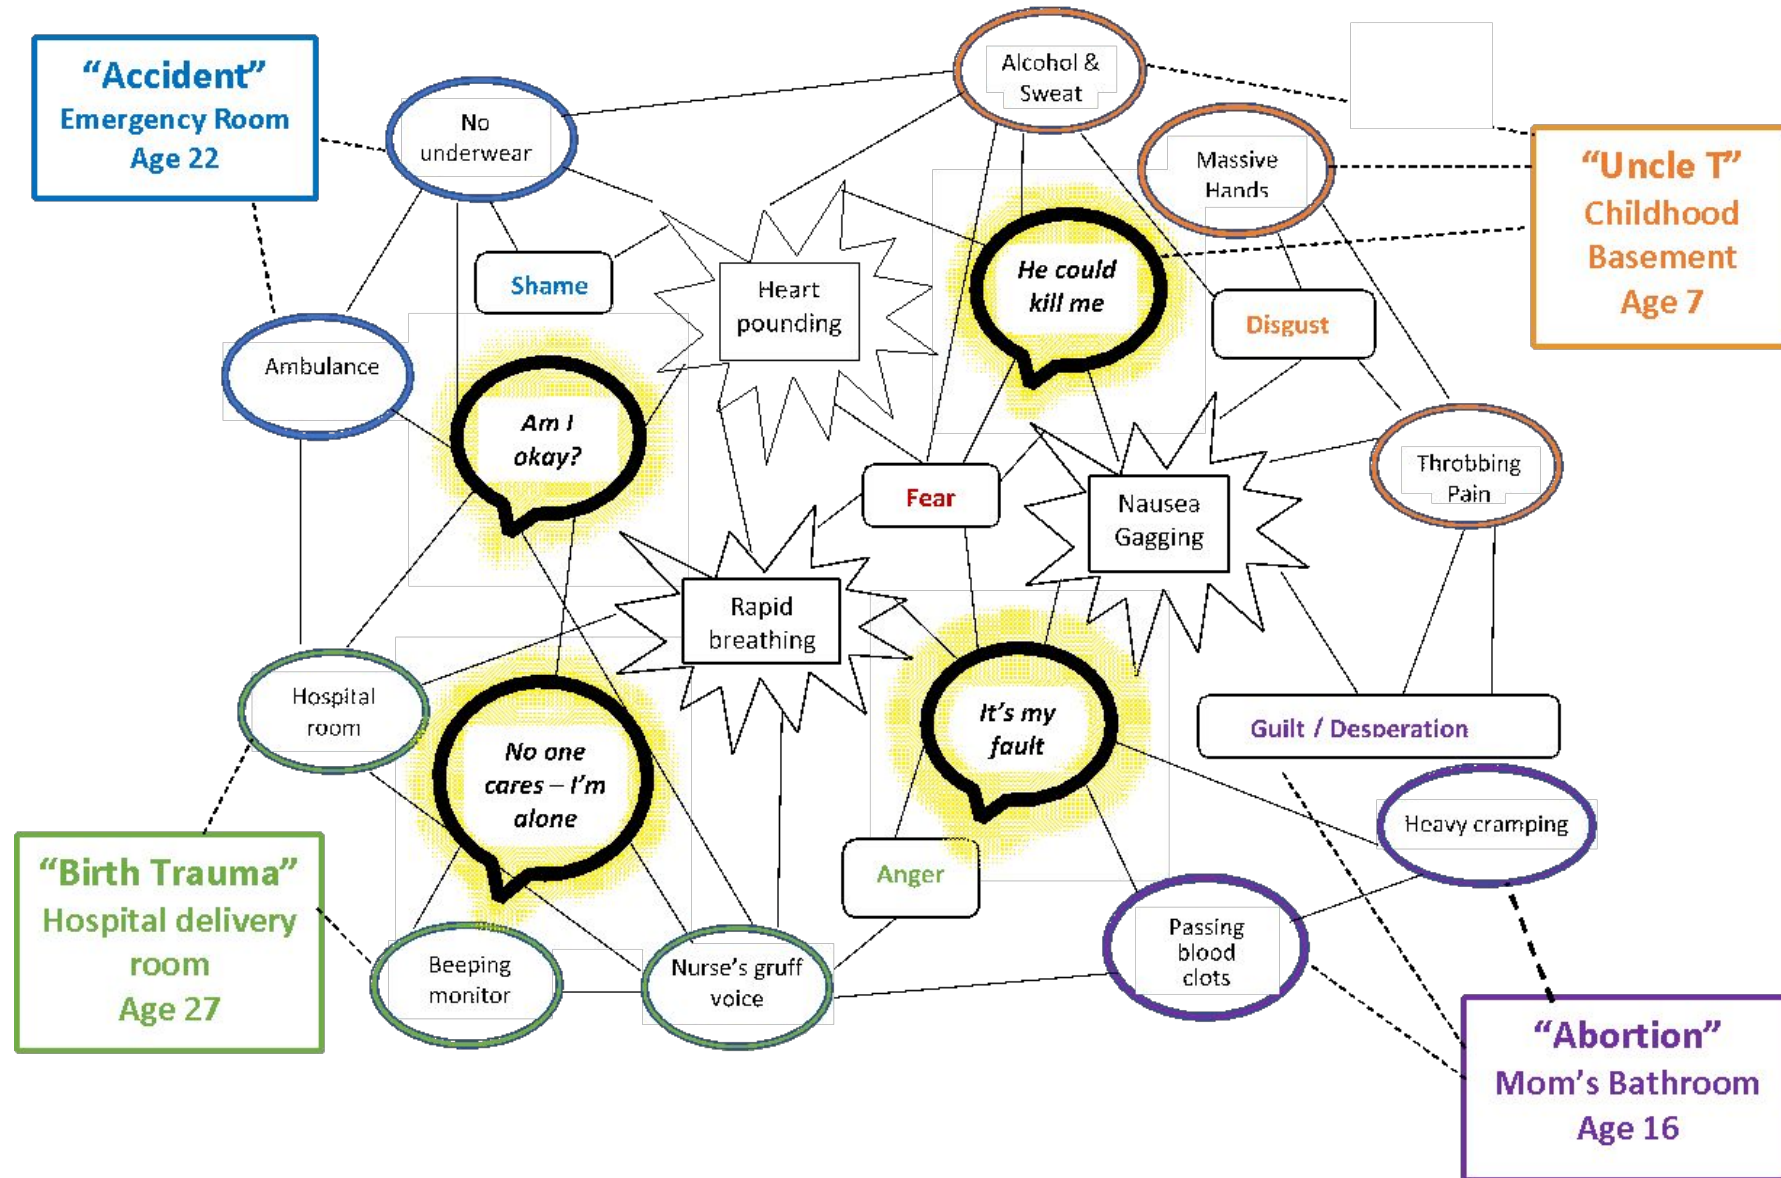 “Accident”
Emergency Room
Age 22
No
underwear
Alcohol &
Sweat
Massive
Hands
“Uncle T”
Childhood
Basement
Age 7
Shame
Heart
pounding
He could
kill me
Disgust
Ambulance
Am I
okay?
Fear
Nausea
Gagging
Throbbing
Pain
Rapid
breathing
Hospital
room
No one
cares – I’m
alone
It’s my
fault
Guilt / Desperation
Heavy cramping
“Birth Trauma”
Hospital delivery
room
Age 27
Anger
Beeping
monitor
Nurse’s gruff
voice
Passing
blood
clots
“Abortion”
Mom’s Bathroom
Age 16